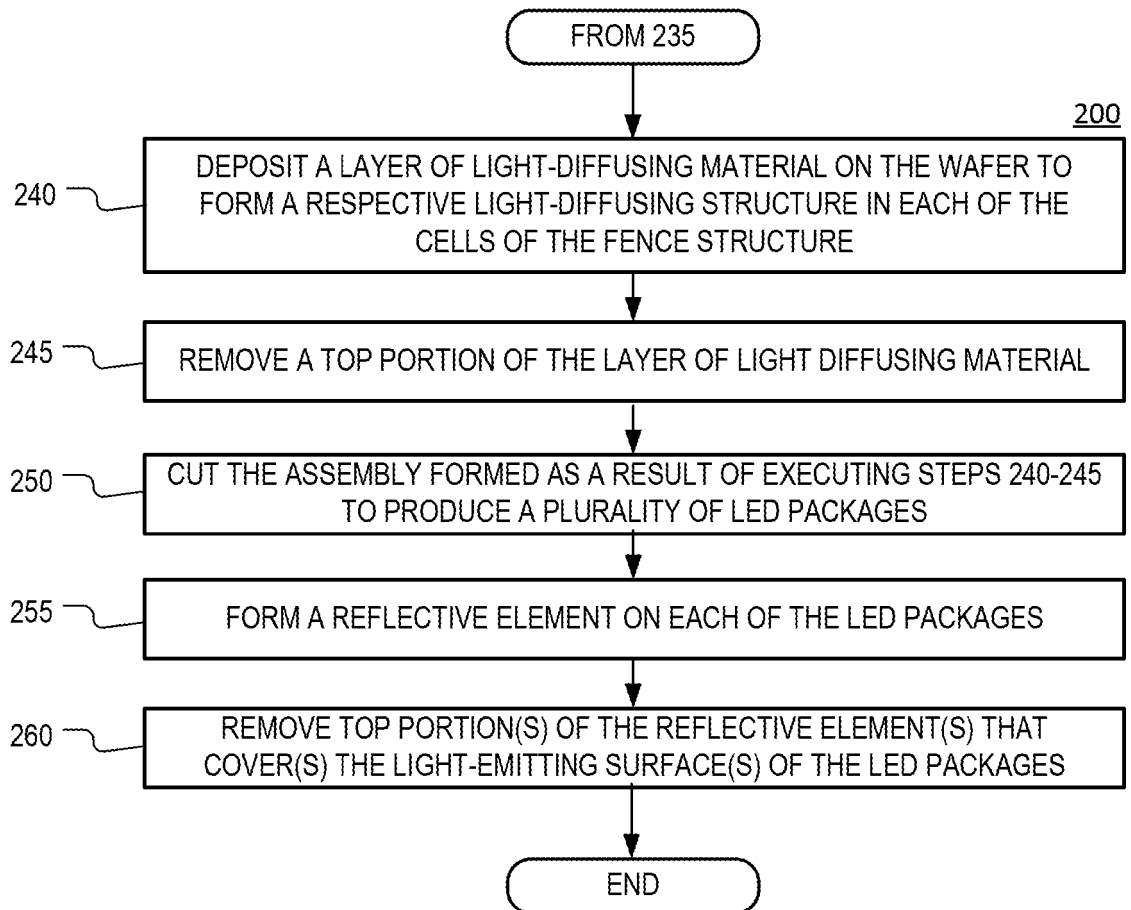 FROM 235
200
240
DEPOSIT A LAYER OF LIGHT-DIFFUSING MATERIAL ON THE WAFER TO
FORM A RESPECTIVE LIGHT-DIFFUSING STRUCTURE IN EACH OF THE
CELLS OF THE FENCE STRUCTURE
245
REMOVE A TOP PORTION OF THE LAYER OF LIGHT DIFFUSING MATERIAL
250
CUT THE ASSEMBLY FORMED AS A RESULT OF EXECUTING STEPS 240-245
TO PRODUCE A PLURALITY OF LED PACKAGES
255
FORM A REFLECTIVE ELEMENT ON EACH OF THE LED PACKAGES
260
REMOVE TOP PORTION(S) OF THE REFLECTIVE ELEMENT(S) THAT
COVER(S) THE LIGHT-EMITTING SURFACE(S) OF THE LED PACKAGES
END